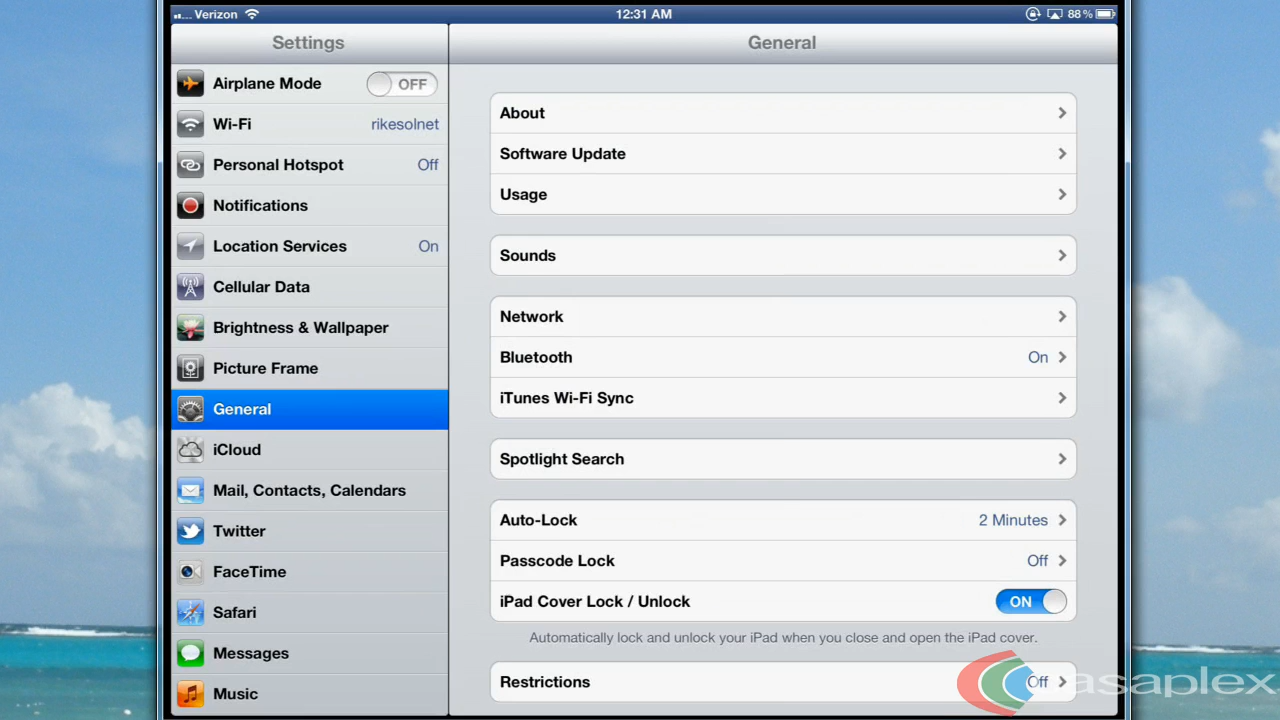 Verizon 12:31 AM 88%
Settings
Airplane Mode OFF
Wi-Fi rikesolnet
Personal Hotspot Off
Notifications
Location Services On
Cellular Data
Brightness & Wallpaper
Picture Frame
General
iCloud
Mail, Contacts, Calendars
Twitter
FaceTime
Safari
Messages
Music
General
About
Software Update
Usage
Sounds
Network
Bluetooth On
iTunes Wi-Fi Sync
Spotlight Search
Auto-Lock 2 Minutes
Passcode Lock Off
iPad Cover Lock / Unlock ON
Automatically lock and unlock your iPad when you close and open the iPad cover.
Restrictions Off
casaplex